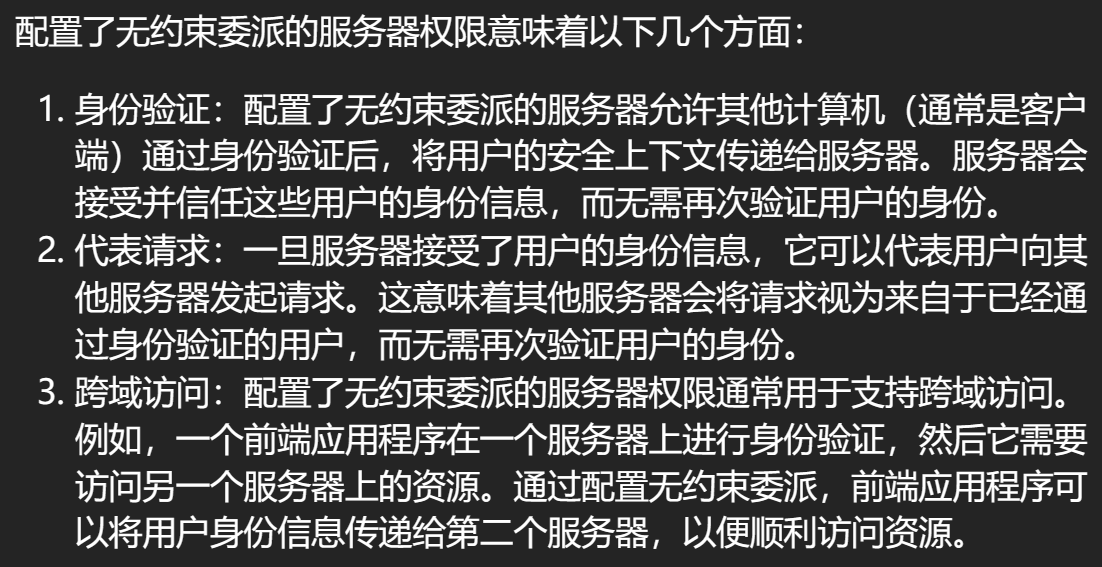 配置了无约束委派的服务器权限意味着以下几个方面：
1. 身份验证：配置了无约束委派的服务器允许其他计算机（通常是客户
端）通过身份验证后，将用户的安全上下文传递给服务器。服务器会
接受并信任这些用户的身份信息，而无需再次验证用户的身份。
2. 代表请求：一旦服务器接受了用户的身份信息，它可以代表用户向其
他服务器发起请求。这意味着其他服务器会将请求视为来自于已经通
过身份验证的用户，而无需再次验证用户的身份。
3. 跨域访问：配置了无约束委派的服务器权限通常用于支持跨域访问。
例如，一个前端应用程序在一个服务器上进行身份验证，然后它需要
访问另一个服务器上的资源。通过配置无约束委派，前端应用程序可
以将用户身份信息传递给第二个服务器，以便顺利访问资源。